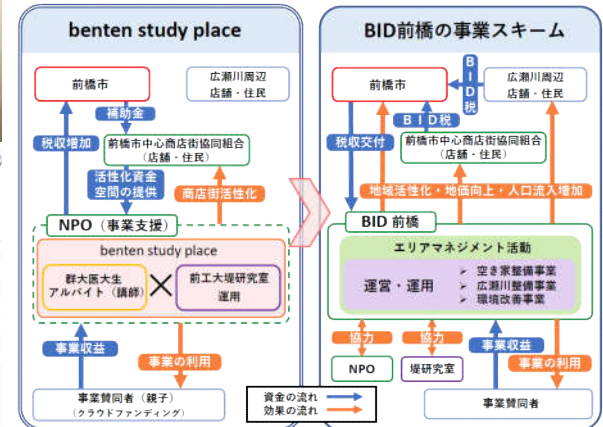 benten study place
前橋市
広瀬川周辺
店舗・住民
補助金
税収増加
前橋市中心商店街協同組合
（店舗・住民）
活性化資金
空間の提供
商店街活性化
NPO（事業支援）
benten study place
群大医大生
アルバイト（講師）
前工大堤研究室
運用
事業収益
事業の利用
事業賛同者（親子）
（クラウドファンディング）
BID前橋の事業スキーム
前橋市
BID税
広瀬川周辺
店舗・住民
BID税
税収交付
前橋市中心商店街協同組合
（店舗・住民）
地域活性化・地価向上・人口流入増加
BID 前橋
エリアマネジメント活動
運営・運用
➢ 空き家整備事業
➢ 広瀬川整備事業
➢ 環境改善事業
協力
協力
事業収益
事業の利用
NPO
堤研究室
事業賛同者
資金の流れ
効果の流れ